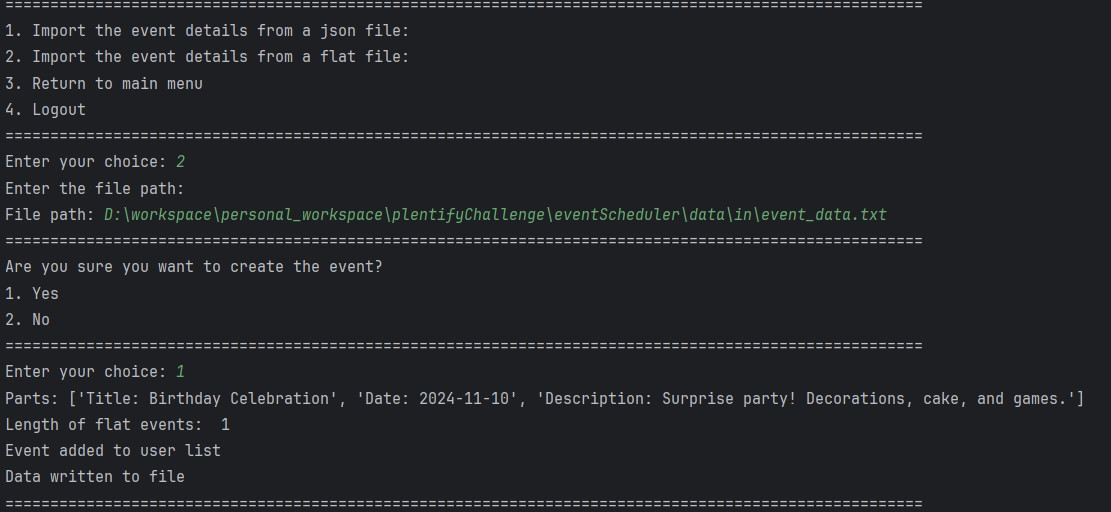 ======================================================================================================
1. Import the event details from a json file:
2. Import the event details from a flat file:
3. Return to main menu
4. Logout
======================================================================================================
Enter your choice: 2
Enter the file path:
File path: D:\workspace\personal_workspace\plentifyChallenge\eventScheduler\data\in\event_data.txt
======================================================================================================
Are you sure you want to create the event?
1. Yes
2. No
======================================================================================================
Enter your choice: 1
Parts: ['Title: Birthday Celebration', 'Date: 2024-11-10', 'Description: Surprise party! Decorations, cake, and games.']
Length of flat events:  1
Event added to user list
Data written to file
======================================================================================================